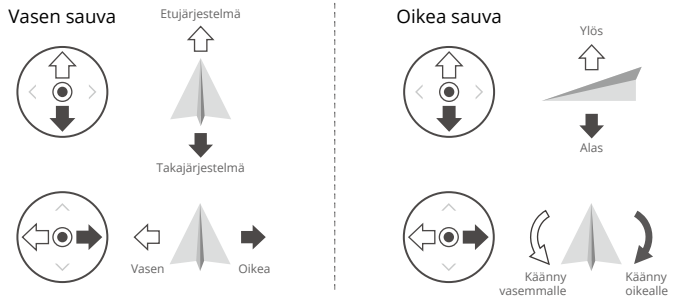 Vasen sauva
Etujärjestelmä
Takajärjestelmä
Vasen
Oikea
Oikea sauva
Ylös
Alas
Käänny
vasemmalle
Käänny
oikealle